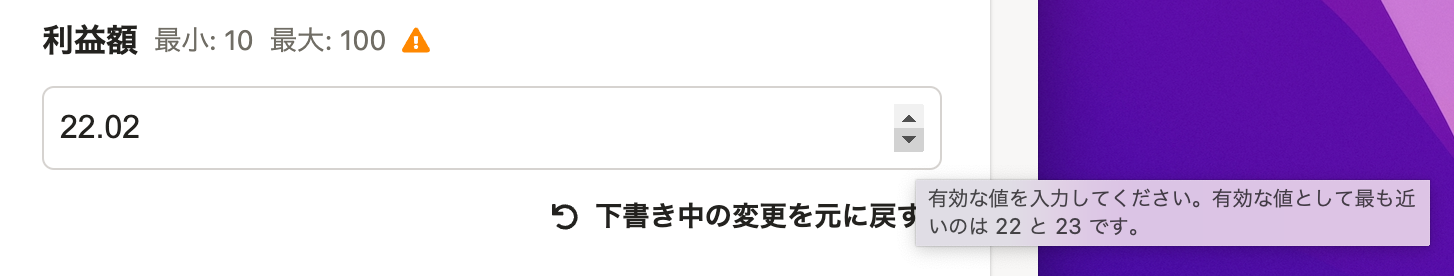 利益額 最小: 10 最大: 100
22.02
下書き中の変更を元に戻す
有効な値を入力してください。有効な値として最も近
いのは 22 と 23 です。